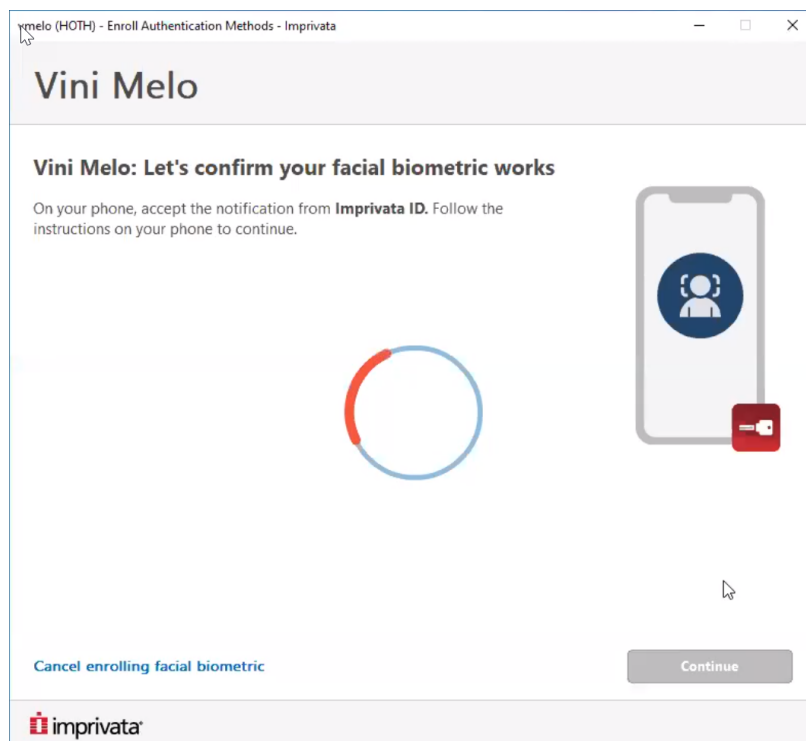 vmelo (HOTH) - Enroll Authentication Methods - Imprivata
Vini Melo
Vini Melo: Let's confirm your facial biometric works
On your phone, accept the notification from Imprivata ID. Follow the
instructions on your phone to continue.
Cancel enrolling facial biometric
Continue
imprivata®